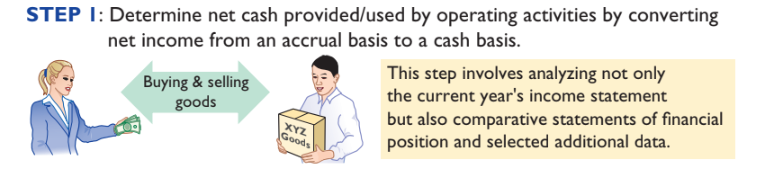 STEP 1: Determine net cash provided/used by operating activities by converting
net income from an accrual basis to a cash basis.
Buying & selling
goods
XYZ
Goods
This step involves analyzing not only
the current year's income statement
but also comparative statements of financial
position and selected additional data.